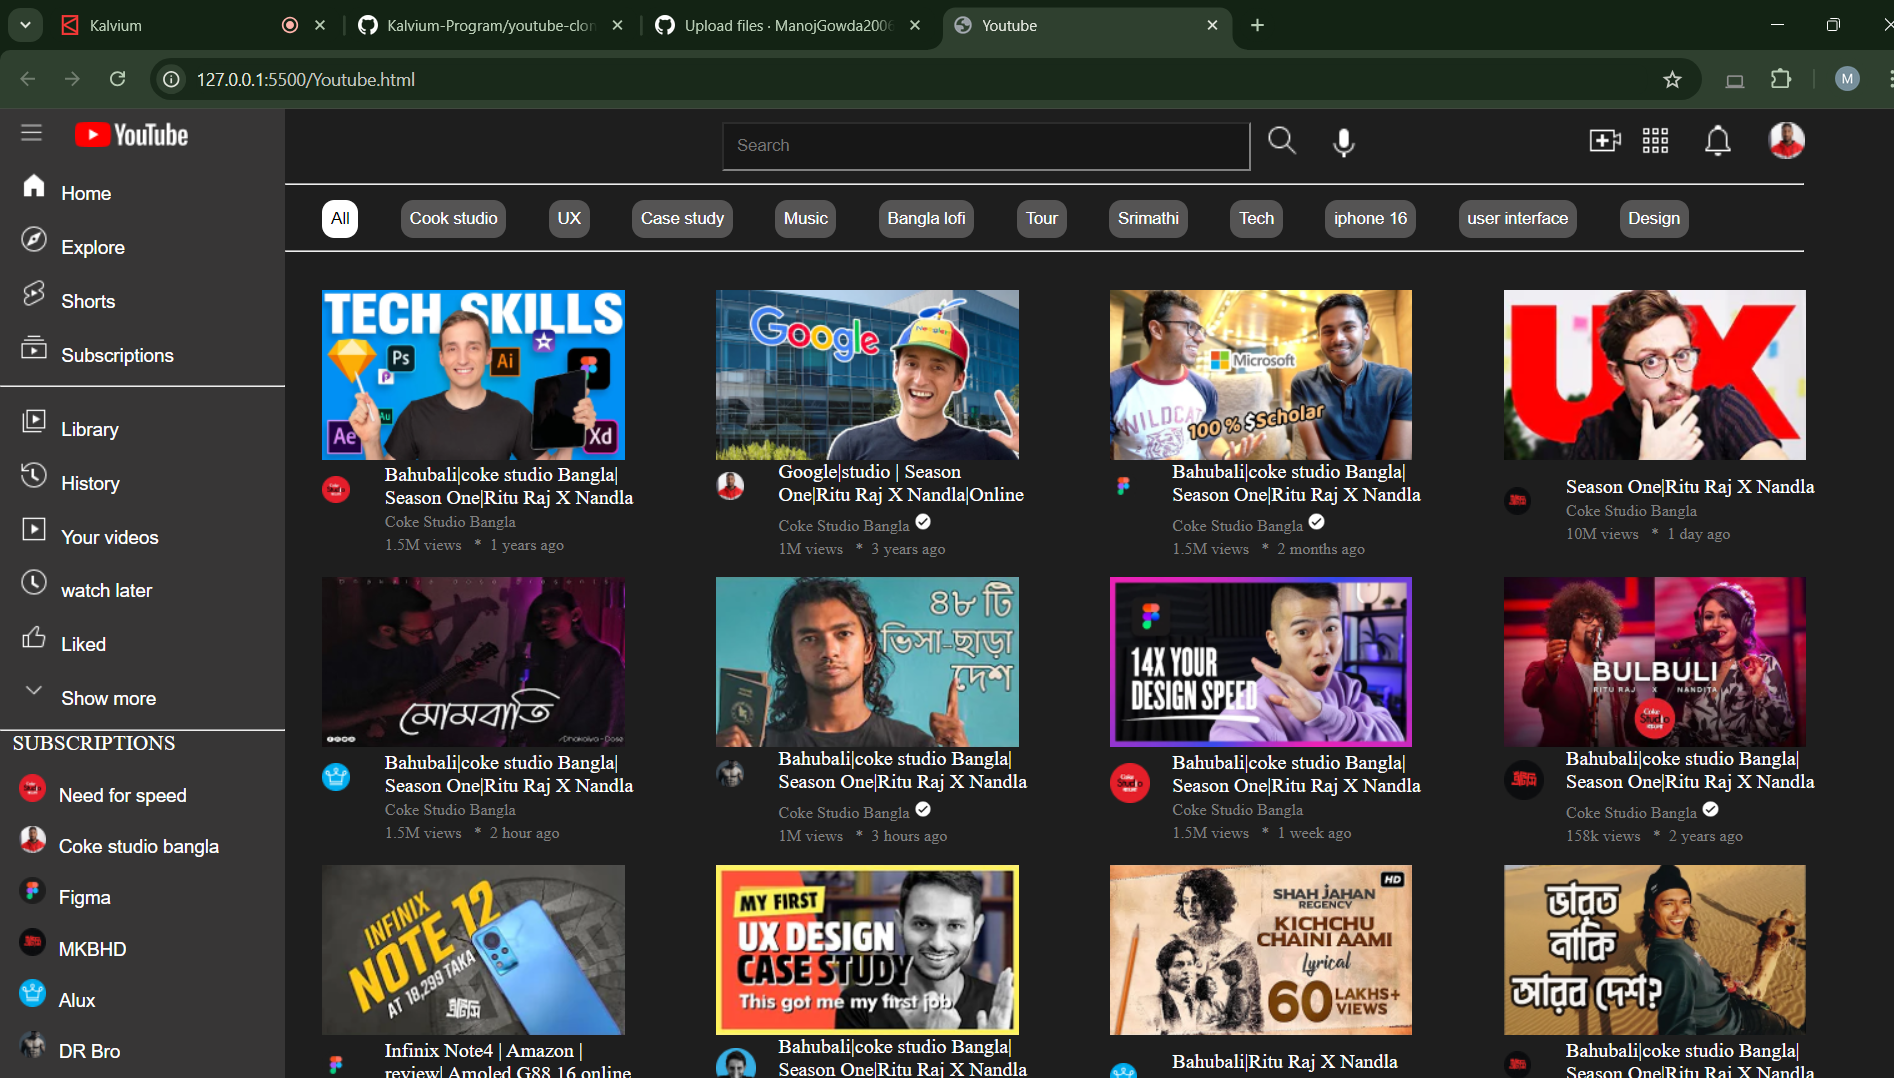 Kalvium
Kalvium-Program/youtube-clon
Upload files · ManojGowda2006
Youtube
127.0.0.1:5500/Youtube.html
M
YouTube
Search
Home
Explore
Shorts
Subscriptions
Library
History
Your videos
watch later
Liked
Show more
SUBSCRIPTIONS
Need for speed
Coke studio bangla
Figma
MKBHD
Alux
DR Bro
All
Cook studio
UX
Case study
Music
Bangla lofi
Tour
Srimathi
Tech
iphone 16
user interface
Design
TECH SKILLS
Ps
Ai
Au
Ae
Xd
Bahubali|coke studio Bangla|
Season One|Ritu Raj X Nandla
Coke Studio Bangla
1.5M views * 1 years ago
Google
Google|studio | Season
One|Ritu Raj X Nandla|Online
Coke Studio Bangla
1M views * 3 years ago
Microsoft
WILDCAT
100% $Scholar
Bahubali|coke studio Bangla|
Season One|Ritu Raj X Nandla
Coke Studio Bangla
1.5M views * 2 months ago
UX
Season One|Ritu Raj X Nandla
Coke Studio Bangla
10M views * 1 day ago
মোমবাতি
Bahubali|coke studio Bangla|
Season One|Ritu Raj X Nandla
Coke Studio Bangla
1.5M views * 2 hour ago
৪৮ টি
ভিসা-ছাড়া
দেশ
Bahubali|coke studio Bangla|
Season One|Ritu Raj X Nandla
Coke Studio Bangla
1M views * 3 hours ago
14X YOUR
DESIGN SPEED
Bahubali|coke studio Bangla|
Season One|Ritu Raj X Nandla
Coke Studio Bangla
1.5M views * 1 week ago
BULBULI
RITU RAJ X NANDITA
Coke
Studio
বাংলা
Bahubali|coke studio Bangla|
Season One|Ritu Raj X Nandla
Coke Studio Bangla
158k views * 2 years ago
INFINIX
NOTE 12
AT 18,299 TAKA
Infinix Note4 | Amazon |
review| Amoled G88 16 online
MY FIRST
UX DESIGN
CASE STUDY
This got me my first job.
Bahubali|coke studio Bangla|
Season One|Ritu Raj X Nandla
HD
SHAH JAHAN
REGENCY
KICHCHU
CHAINI AAMI
Lyrical
60 LAKHS+
VIEWS
Bahubali|Ritu Raj X Nandla
ভারত
নাকি
আরব দেশ?
Bahubali|coke studio Bangla|
Season One|Ritu Raj X Nandla